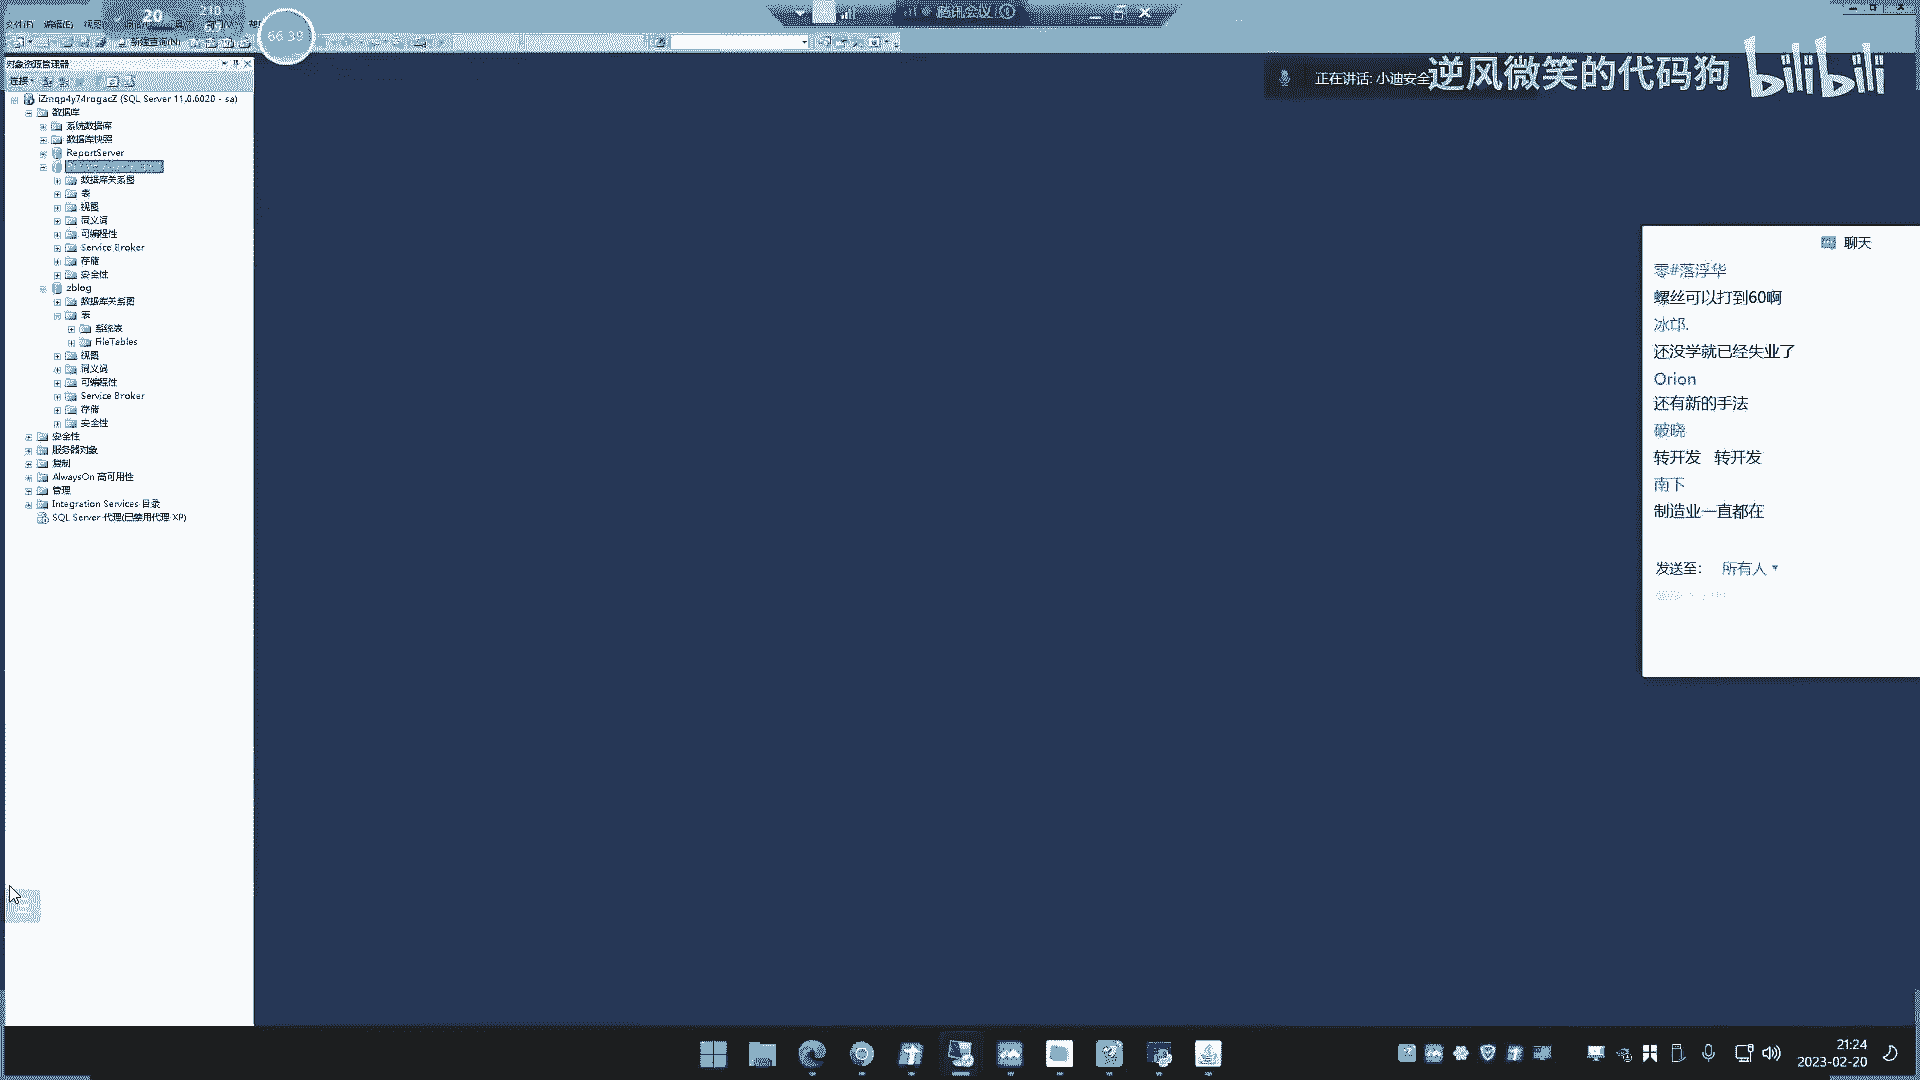 文件(F) 编辑(E)
20
210
6.9
66:39
新建查询(N)
腾讯会议
正在讲话: 小迪安全
逆风微笑的代码狗 bilibili
对象资源管理器
连接
iZmqp4y74rogacZ (SQL Server 11.0.6020 - sa)
数据库
系统数据库
数据库快照
ReportServer
数据库关系图
表
视图
同义词
可编程性
Service Broker
存储
安全性
zblog
数据库关系图
表
系统表
FileTables
视图
同义词
可编程性
Service Broker
存储
安全性
安全性
服务器对象
复制
AlwaysOn 高可用性
管理
Integration Services 目录
SQL Server 代理(已禁用代理 XP)
聊天
零#落浮华
螺丝可以打到60啊
还没学就已经失业了
Orion
还有新的手法
破晓
转开发 转开发
南下
制造业一直都在
发送至: 所有人
21:24
2023-02-20